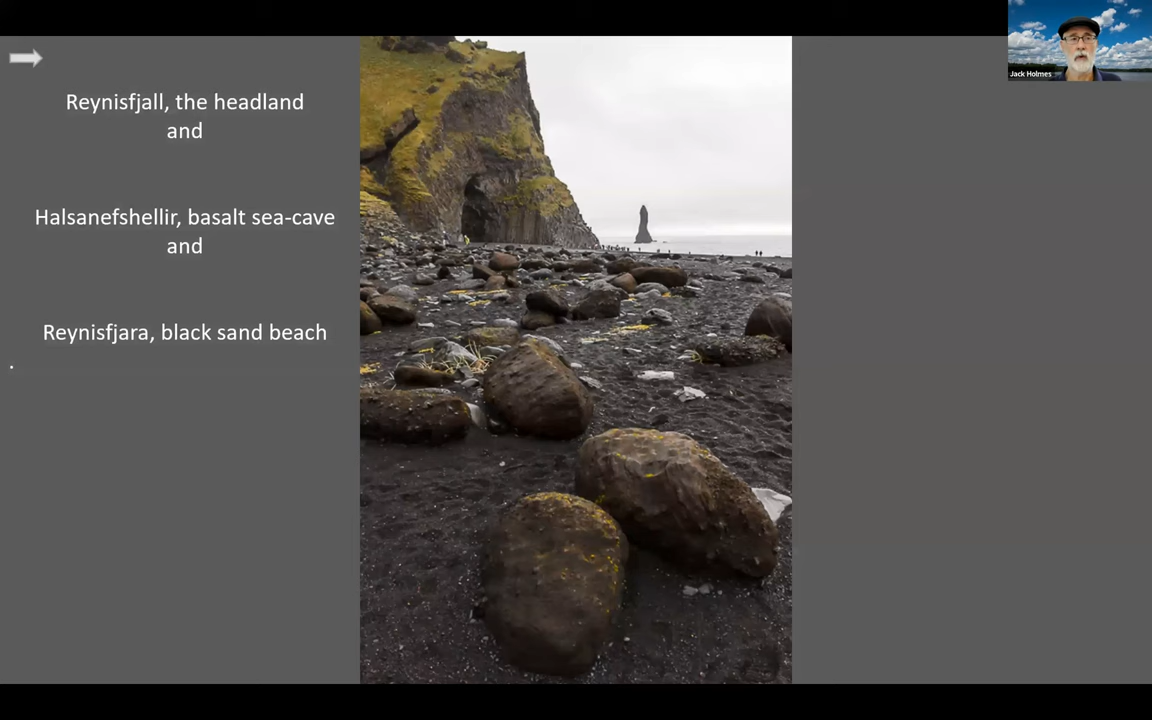 Reynisfjall, the headland
and
Halsanefshellir, basalt sea-cave
and
Reynisfjara, black sand beach
.
Jack Holmes